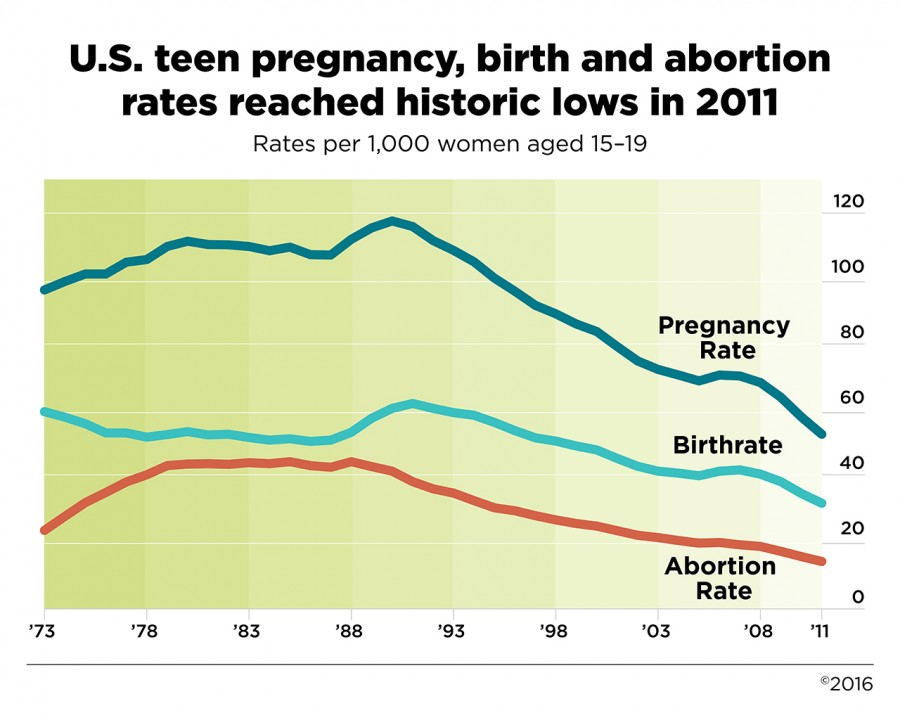 U.S. teen pregnancy, birth and abortion
rates reached historic lows in 2011
Rates per 1,000 women aged 15–19
120
100
80
Pregnancy
Rate
60
Birthrate
40
20
Abortion
Rate
0
’73 ’78 ’83 ’88 ’93 ’98 ’03 ’08 ’11
©2016